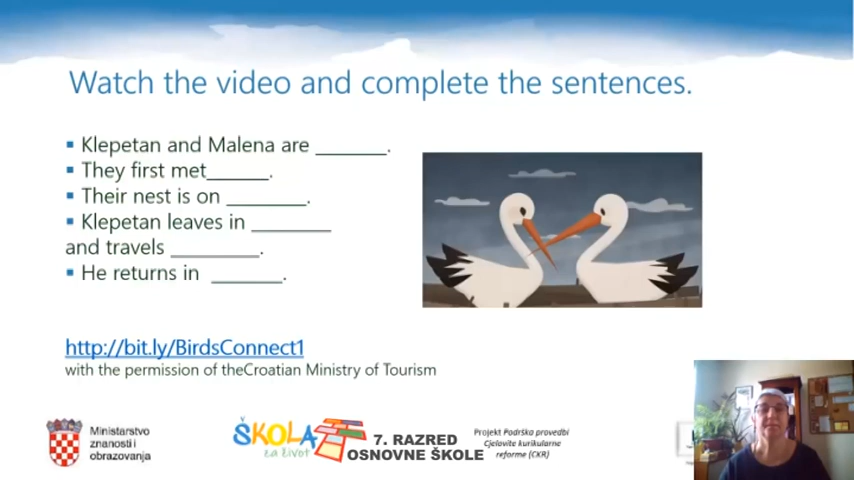 Watch the video and complete the sentences.
Klepetan and Malena are _______.
They first met______.
Their nest is on ________.
Klepetan leaves in ________
and travels _________.
He returns in _______.
http://bit.ly/BirdsConnect1
with the permission of theCroatian Ministry of Tourism
Ministarstvo
znanosti i
obrazovanja
ŠKOLA
za život
7. RAZRED
OSNOVNE ŠKOLE
Projekt Podrška provedbi
Cjelovite kurikularne
reforme (CKR)